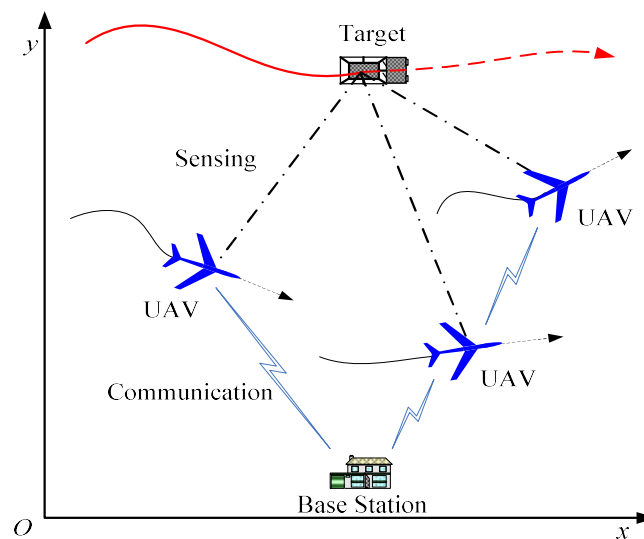 Target
y
Sensing
UAV
UAV
UAV
Communication
Base Station
O
x